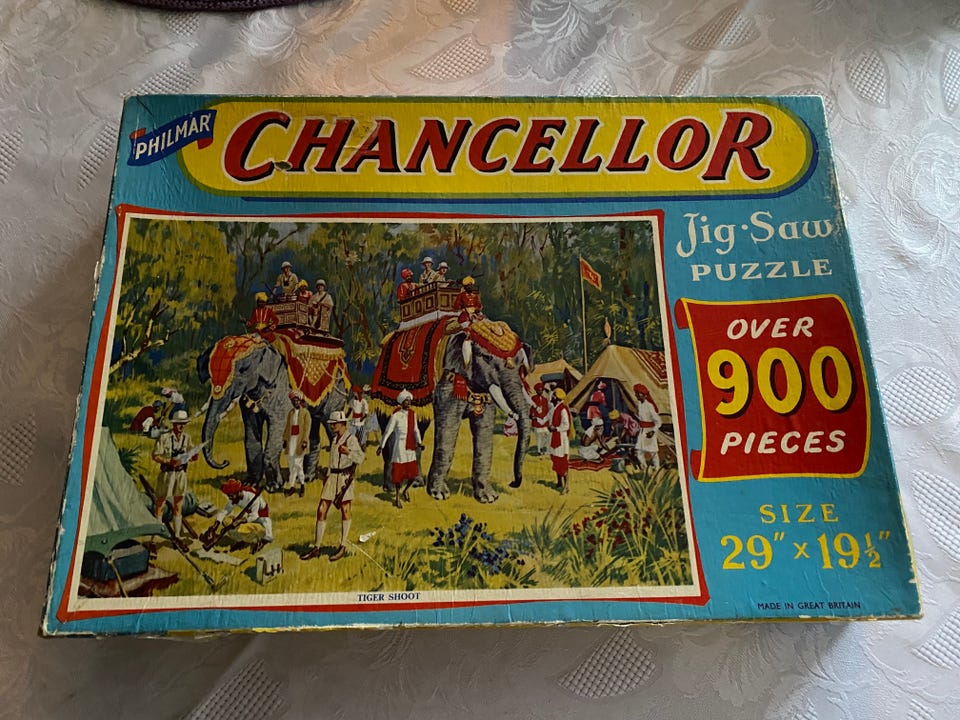 PHILMAR
CHANCELLOR
Jig·Saw
PUZZLE
OVER
900
PIECES
SIZE
29" x 19½"
TIGER SHOOT
MADE IN GREAT BRITAIN